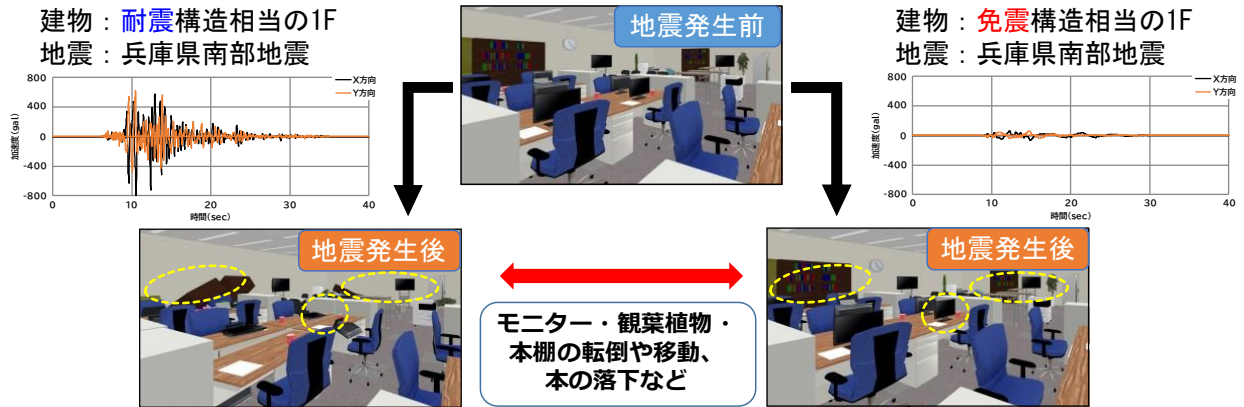 建物：耐震構造相当の1F
地震：兵庫県南部地震
800
400
0
-400
-800
加速度(gal)
X方向
Y方向
0
10
20
30
40
時間(sec)
地震発生前
建物：免震構造相当の1F
地震：兵庫県南部地震
800
400
0
-400
-800
加速度(gal)
X方向
Y方向
0
10
20
30
40
時間(sec)
地震発生後
モニター・観葉植物・
本棚の転倒や移動、
本の落下など
地震発生後